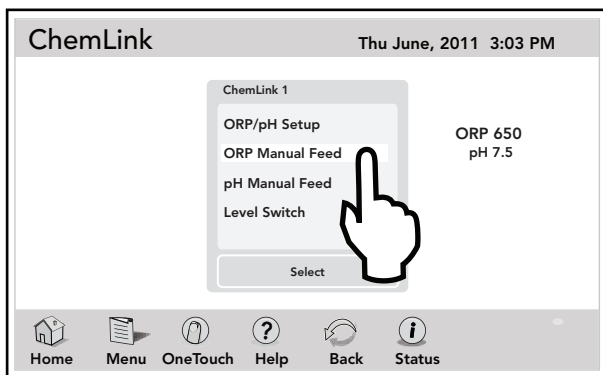 ChemLink Thu June, 2011 3:03 PM
ChemLink 1
ORP/pH Setup
ORP Manual Feed
pH Manual Feed
Level Switch
Select
ORP 650
pH 7.5
Home Menu OneTouch Help Back Status